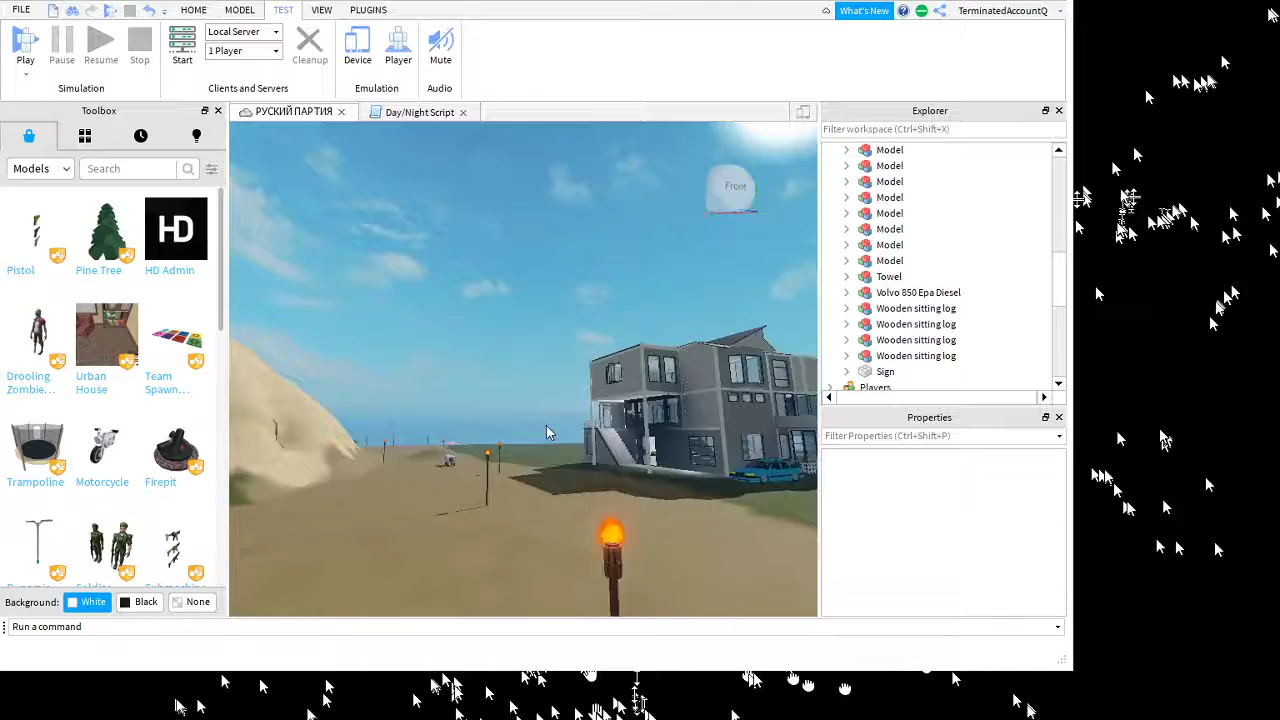 FILE HOME MODEL TEST VIEW PLUGINS What's New TerminatedAccountQ
Play Pause Resume Stop Start Local Server Cleanup Device Player Mute
1 Player
Simulation Clients and Servers Emulation Audio
Toolbox РУСКИЙ ПАРТИЯ Day/Night Script Explorer
Filter workspace (Ctrl+Shift+X)
Models Search
Front
HD
Pistol Pine Tree HD Admin
Drooling Zombie... Urban House Team Spawn...
Trampoline Motorcycle Firepit
Model
Model
Model
Model
Model
Model
Model
Model
Towel
Volvo 850 Epa Diesel
Wooden sitting log
Wooden sitting log
Wooden sitting log
Wooden sitting log
Sign
Players
Properties
Filter Properties (Ctrl+Shift+P)
Background: White Black None
Run a command